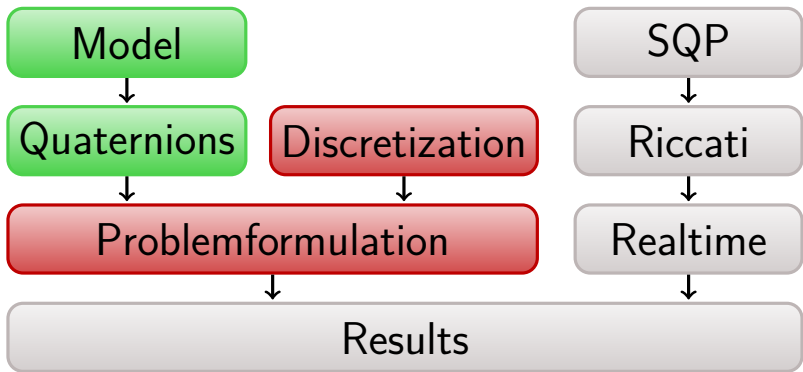 Model
SQP
Quaternions
Discretization
Riccati
Problemformulation
Realtime
Results